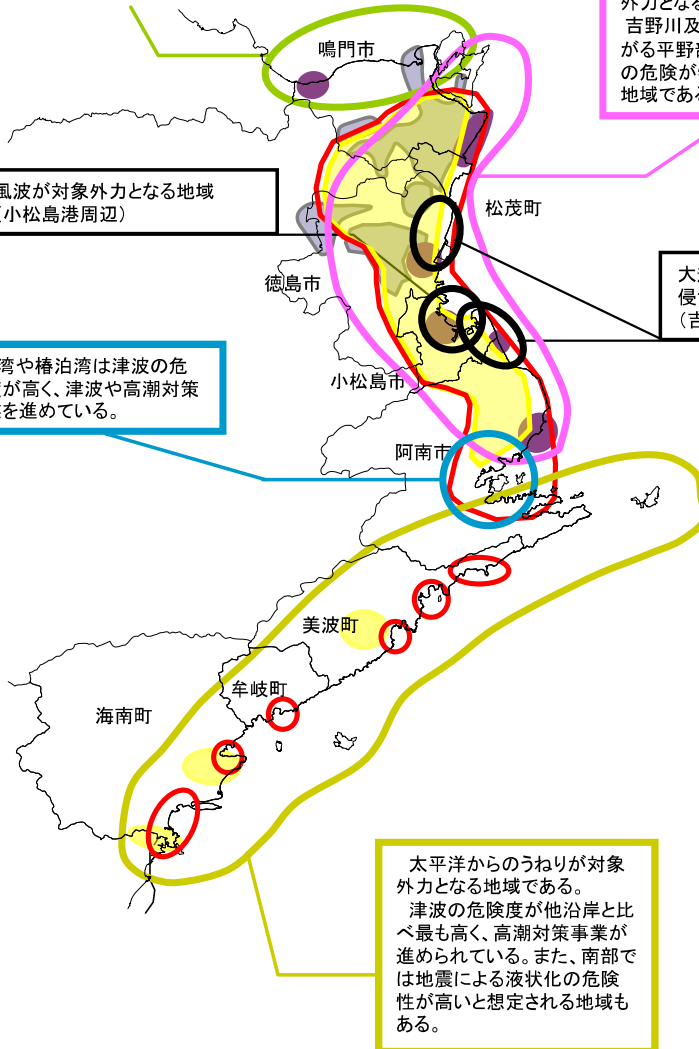 外力となる
吉野川及
がる平野部
の危険が
地域である
鳴門市
風波が対象外力となる地域
(小松島港周辺)
松茂町
徳島市
侵
(吉
湾や椿泊湾は津波の危
が高く、津波や高潮対策
を進めている。
小松島市
阿南市
美波町
牟岐町
海南町
太平洋からのうねりが対象
外力となる地域である。
津波の危険度が他沿岸と比
べ最も高く、高潮対策事業が
進められている。また、南部で
は地震による液状化の危険
性が高いと想定される地域も
ある。